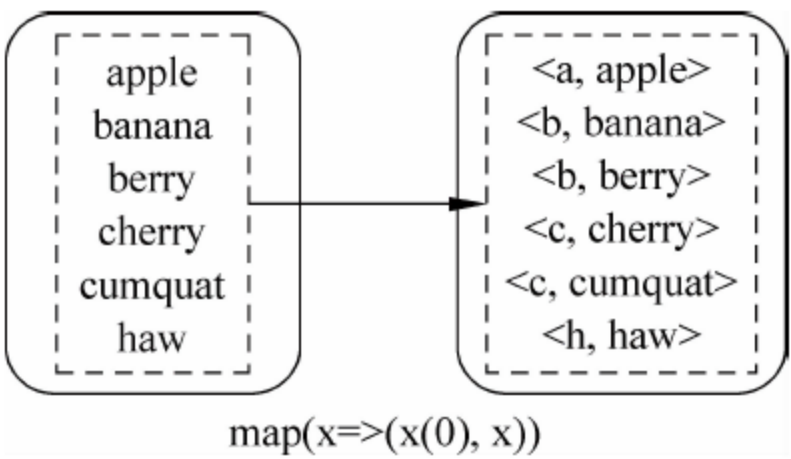 apple
banana
berry
cherry
cumquat
haw
<a, apple>
<b, banana>
<b, berry>
<c, cherry>
<c, cumquat>
<h, haw>
map(x=>(x(0), x))